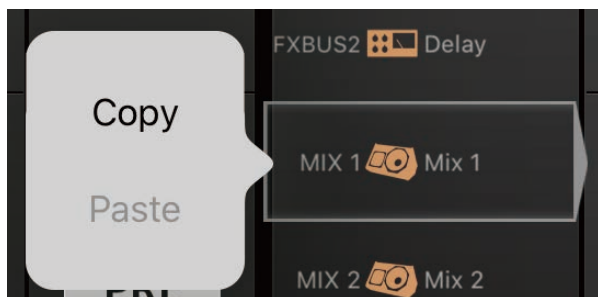 FXBUS2 Delay
Copy
MIX 1 Mix 1
Paste
MIX 2 Mix 2